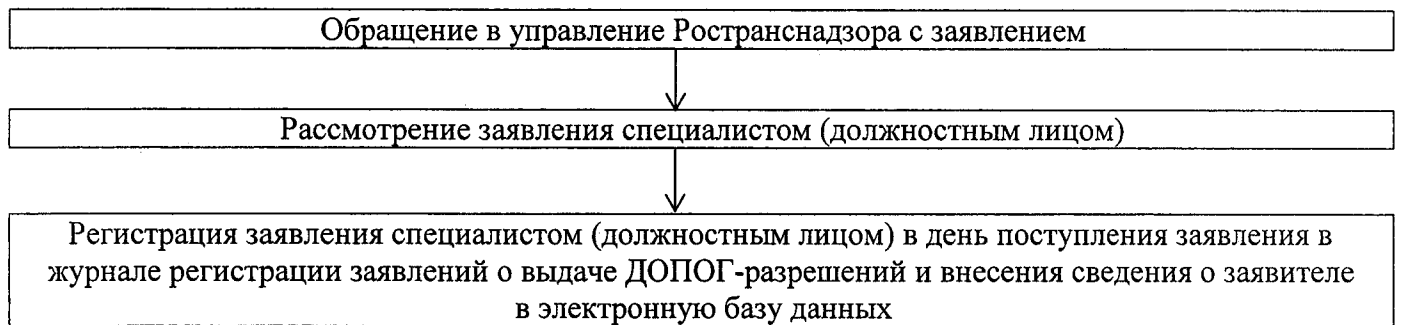 Обращение в управление Ространснадзора с заявлением
Рассмотрение заявления специалистом (должностным лицом)
Регистрация заявления специалистом (должностным лицом) в день поступления заявления в
журнале регистрации заявлений о выдаче ДОПОГ-разрешений и внесения сведения о заявителе
в электронную базу данных